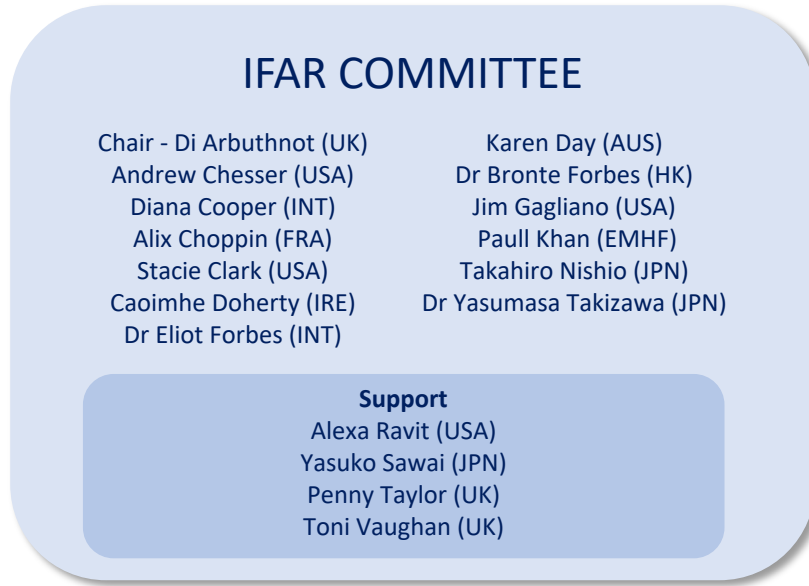 IFAR COMMITTEE
Chair - Di Arbuthnot (UK)
Andrew Chesser (USA)
Diana Cooper (INT)
Alix Choppin (FRA)
Stacie Clark (USA)
Caoimhe Doherty (IRE)
Dr Eliot Forbes (INT)
Karen Day (AUS)
Dr Bronte Forbes (HK)
Jim Gagliano (USA)
Paull Khan (EMHF)
Takahiro Nishio (JPN)
Dr Yasumasa Takizawa (JPN)
Support
Alexa Ravit (USA)
Yasuko Sawai (JPN)
Penny Taylor (UK)
Toni Vaughan (UK)